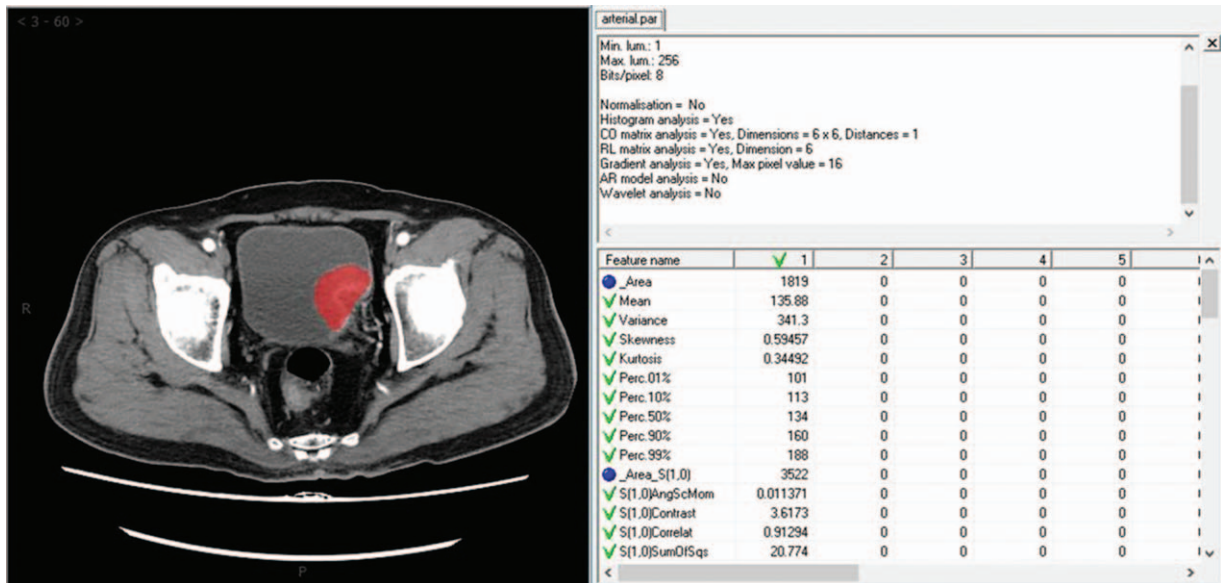 < 3 - 60 >
R
P
arterial.par
Min. lum.: 1
Max. lum.: 256
Bits/pixel: 8
Normalisation = No
Histogram analysis = Yes
CO matrix analysis = Yes, Dimensions = 6 x 6, Distances = 1
RL matrix analysis = Yes, Dimension = 6
Gradient analysis = Yes, Max pixel value = 16
AR model analysis = No
Wavelet analysis = No
Feature name 1 2 3 4 5
_Area 1819 0 0 0 0
Mean 135.88 0 0 0 0
Variance 341.3 0 0 0 0
Skewness 0.59457 0 0 0 0
Kurtosis 0.34492 0 0 0 0
Perc.01% 101 0 0 0 0
Perc.10% 113 0 0 0 0
Perc.50% 134 0 0 0 0
Perc.90% 160 0 0 0 0
Perc.99% 188 0 0 0 0
_Area_S(1,0) 3522 0 0 0 0
S(1,0)AngScMom 0.011371 0 0 0 0
S(1,0)Contrast 3.6173 0 0 0 0
S(1,0)Correlat 0.91294 0 0 0 0
S(1,0)SumOfSqs 20.774 0 0 0 0